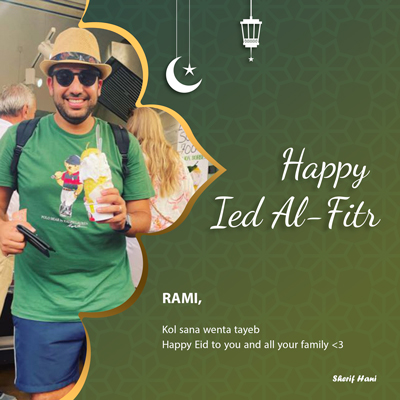 Happy
Ied Al-Fitr
RAMI,
Kol sana wenta tayeb
Happy Eid to you and all your family <3
Sherif Hani